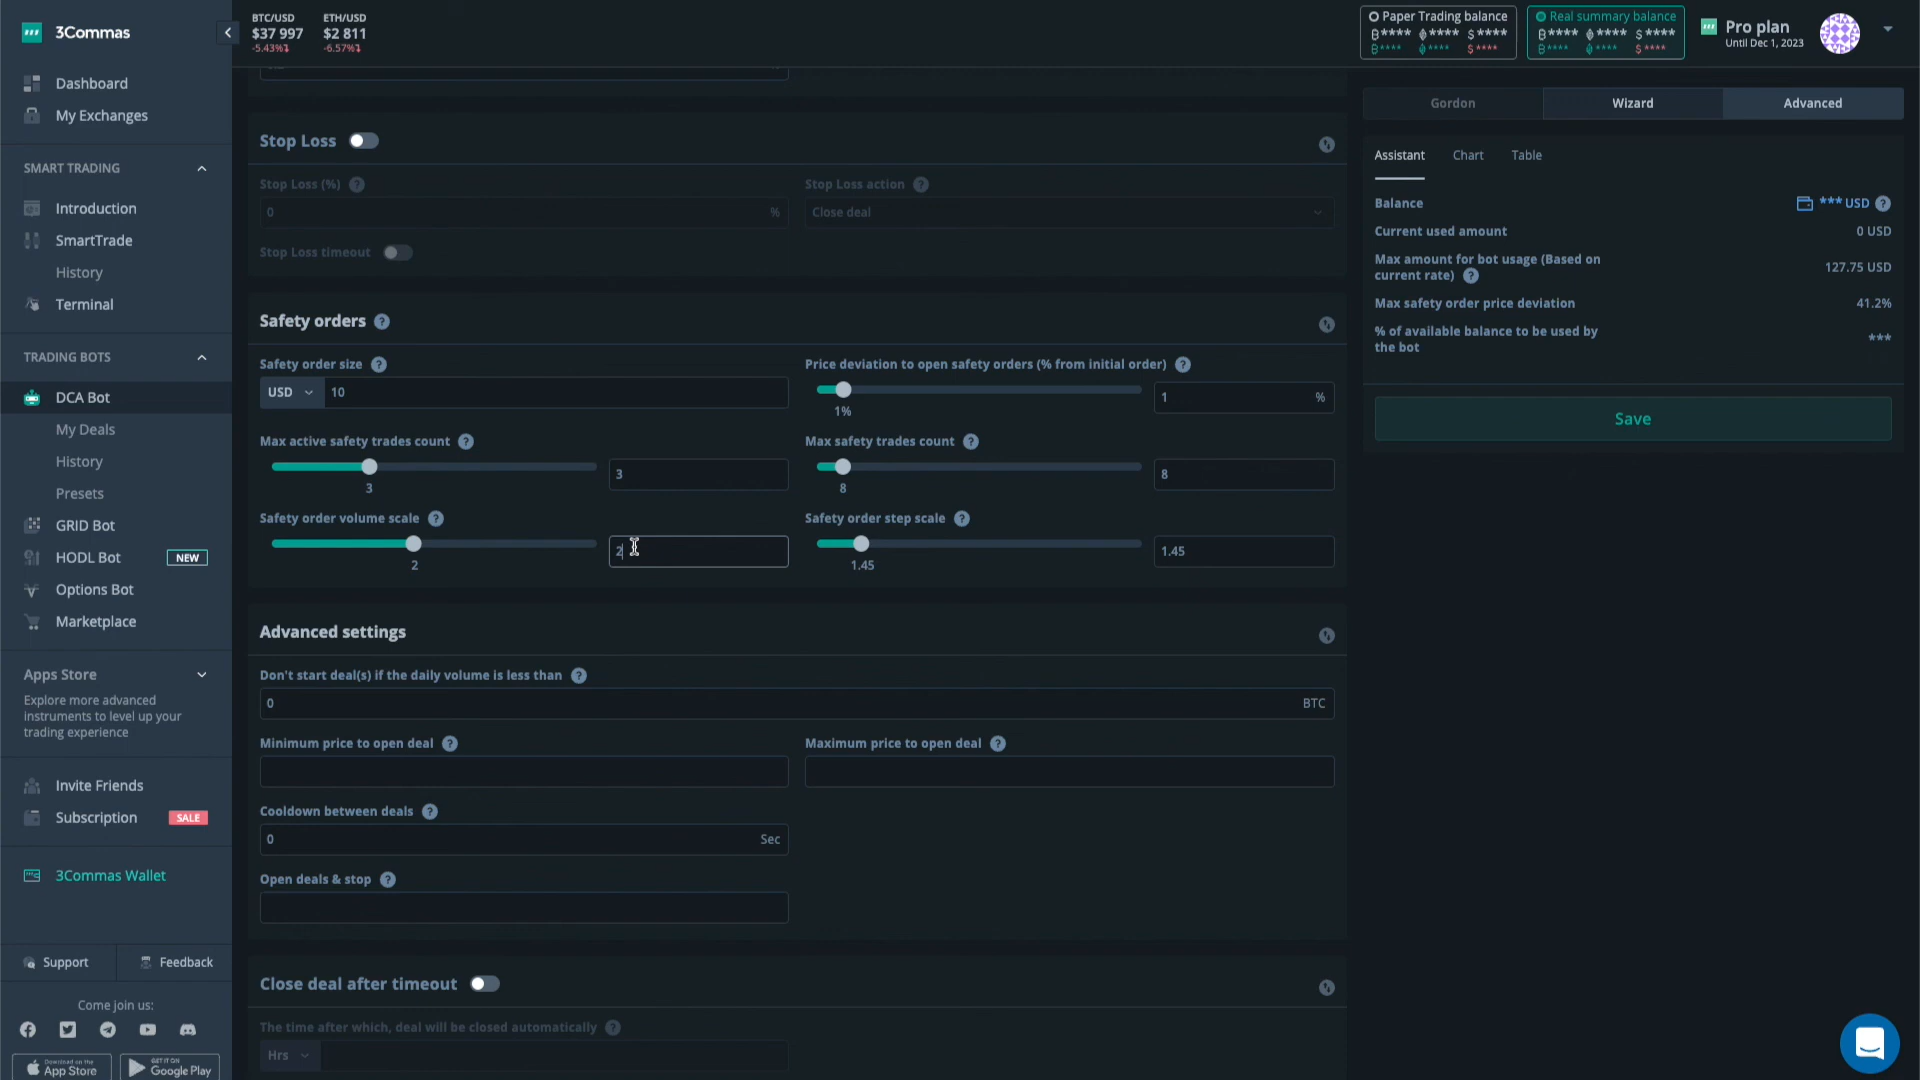 3Commas
BTC/USD
$37 997
-5.43%
ETH/USD
$2 811
-6.57%
Paper Trading balance
**** **** $ ****
**** **** $ ****
Real summary balance
**** **** $ ****
**** **** $ ****
Pro plan
Until Dec 1, 2023
Dashboard
My Exchanges
SMART TRADING
Introduction
SmartTrade
History
Terminal
TRADING BOTS
DCA Bot
My Deals
History
Presets
GRID Bot
HODL Bot NEW
Options Bot
Marketplace
Apps Store
Explore more advanced
instruments to level up your
trading experience
Invite Friends
Subscription SALE
3Commas Wallet
Support Feedback
Come join us:
Download on the
App Store
GET IT ON
Google Play
Stop Loss
Stop Loss (%) ?
0 %
Stop Loss action ?
Close deal
Stop Loss timeout
Safety orders ?
Safety order size ?
USD 10
Price deviation to open safety orders (% from initial order) ?
1%
1 %
Max active safety trades count ?
3
3
Max safety trades count ?
8
8
Safety order volume scale ?
2
2
Safety order step scale ?
1.45
1.45
Advanced settings
Don't start deal(s) if the daily volume is less than ?
0 BTC
Minimum price to open deal ?
Maximum price to open deal ?
Cooldown between deals ?
0 Sec
Open deals & stop ?
Close deal after timeout
The time after which, deal will be closed automatically ?
Hrs
Gordon Wizard Advanced
Assistant Chart Table
Balance *** USD ?
Current used amount 0 USD
Max amount for bot usage (Based on
current rate) ? 127.75 USD
Max safety order price deviation 41.2%
% of available balance to be used by
the bot ***
Save